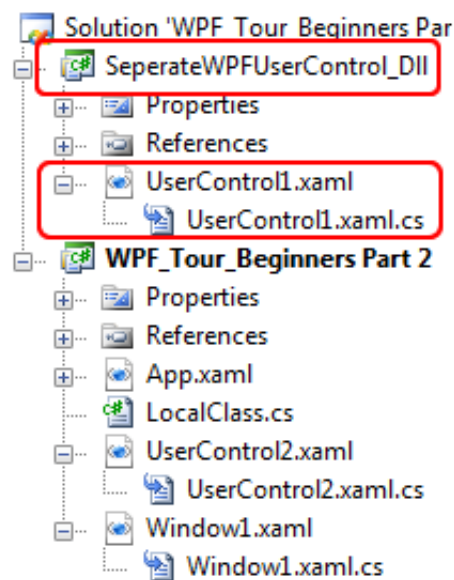 Solution 'WPF_Tour_Beginners Par
SeperateWPFUserControl_Dll
Properties
References
UserControl1.xaml
UserControl1.xaml.cs
WPF_Tour_Beginners Part 2
Properties
References
App.xaml
LocalClass.cs
UserControl2.xaml
UserControl2.xaml.cs
Window1.xaml
Window1.xaml.cs